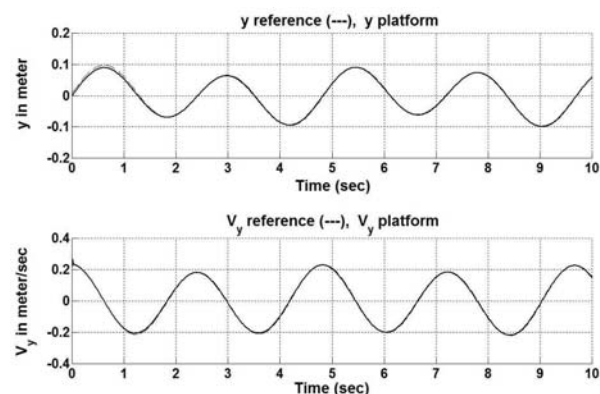 y reference (---), y platform
y in meter
0.2
0.1
0
-0.1
-0.2
0 1 2 3 4 5 6 7 8 9 10
Time (sec)
V_y reference (---), V_y platform
V_y in meter/sec
0.4
0.2
0
-0.2
-0.4
0 1 2 3 4 5 6 7 8 9 10
Time (sec)